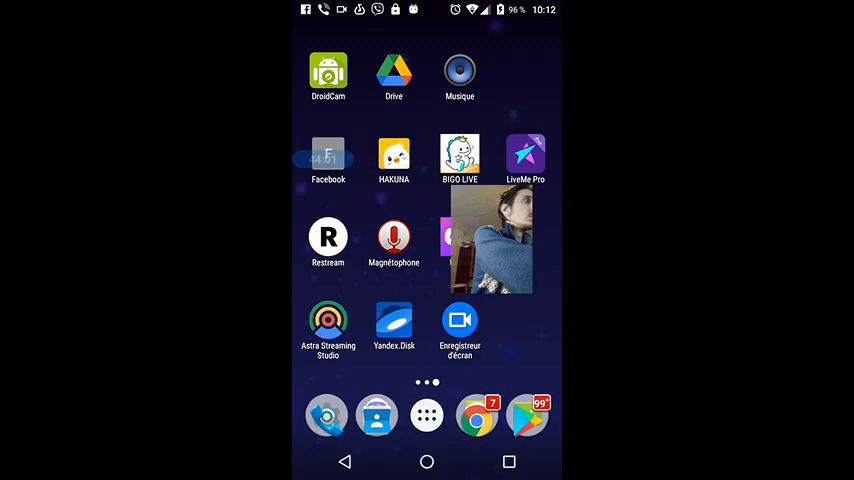 96 % 10:12
DroidCam
Drive
Musique
44:01
F
Facebook
HAKUNA
BIGO LIVE
Pro
LiveMe Pro
R
Restream
Magnétophone
Astra Streaming
Studio
Yandex.Disk
Enregistreur
d'écran
7
99+